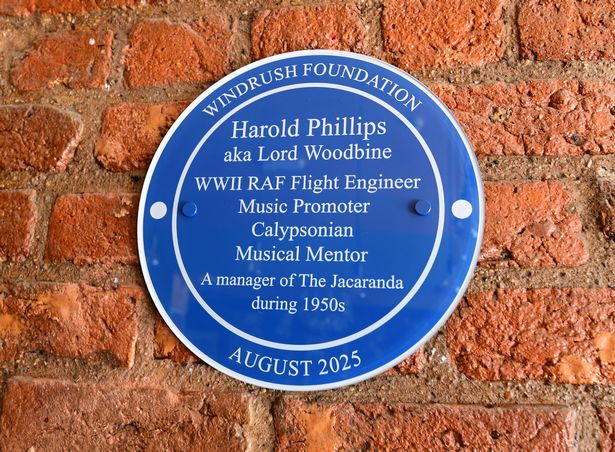 WINDRUSH FOUNDATION
Harold Phillips
aka Lord Woodbine
WWII RAF Flight Engineer
Music Promoter
Calypsonian
Musical Mentor
A manager of The Jacaranda
during 1950s
AUGUST 2025